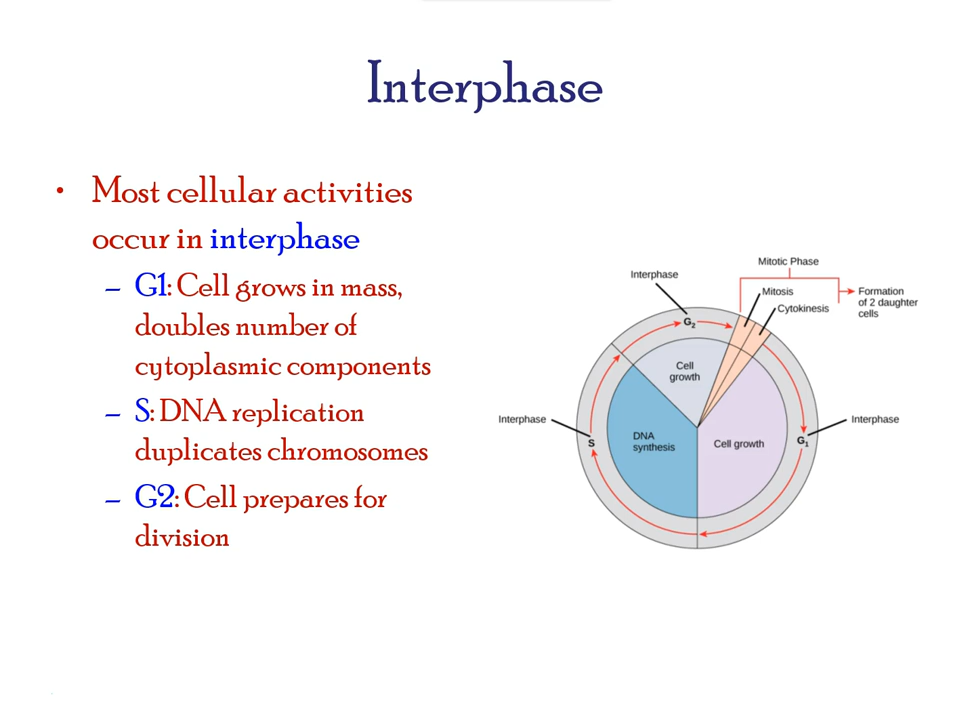 Interphase
• Most cellular activities
occur in interphase
– G1: Cell grows in mass,
doubles number of
cytoplasmic components
– S: DNA replication
duplicates chromosomes
– G2: Cell prepares for
division
Mitotic Phase
Interphase
Mitosis
Formation
of 2 daughter
cells
Cytokinesis
G2
Cell
growth
Interphase
Interphase
S
DNA
synthesis
Cell growth
G1